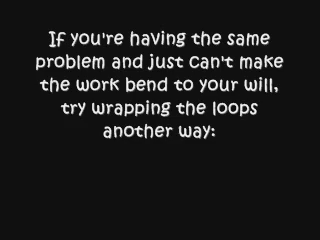 If you're having the same
problem and just can't make
the work bend to your will,
try wrapping the loops
another way: